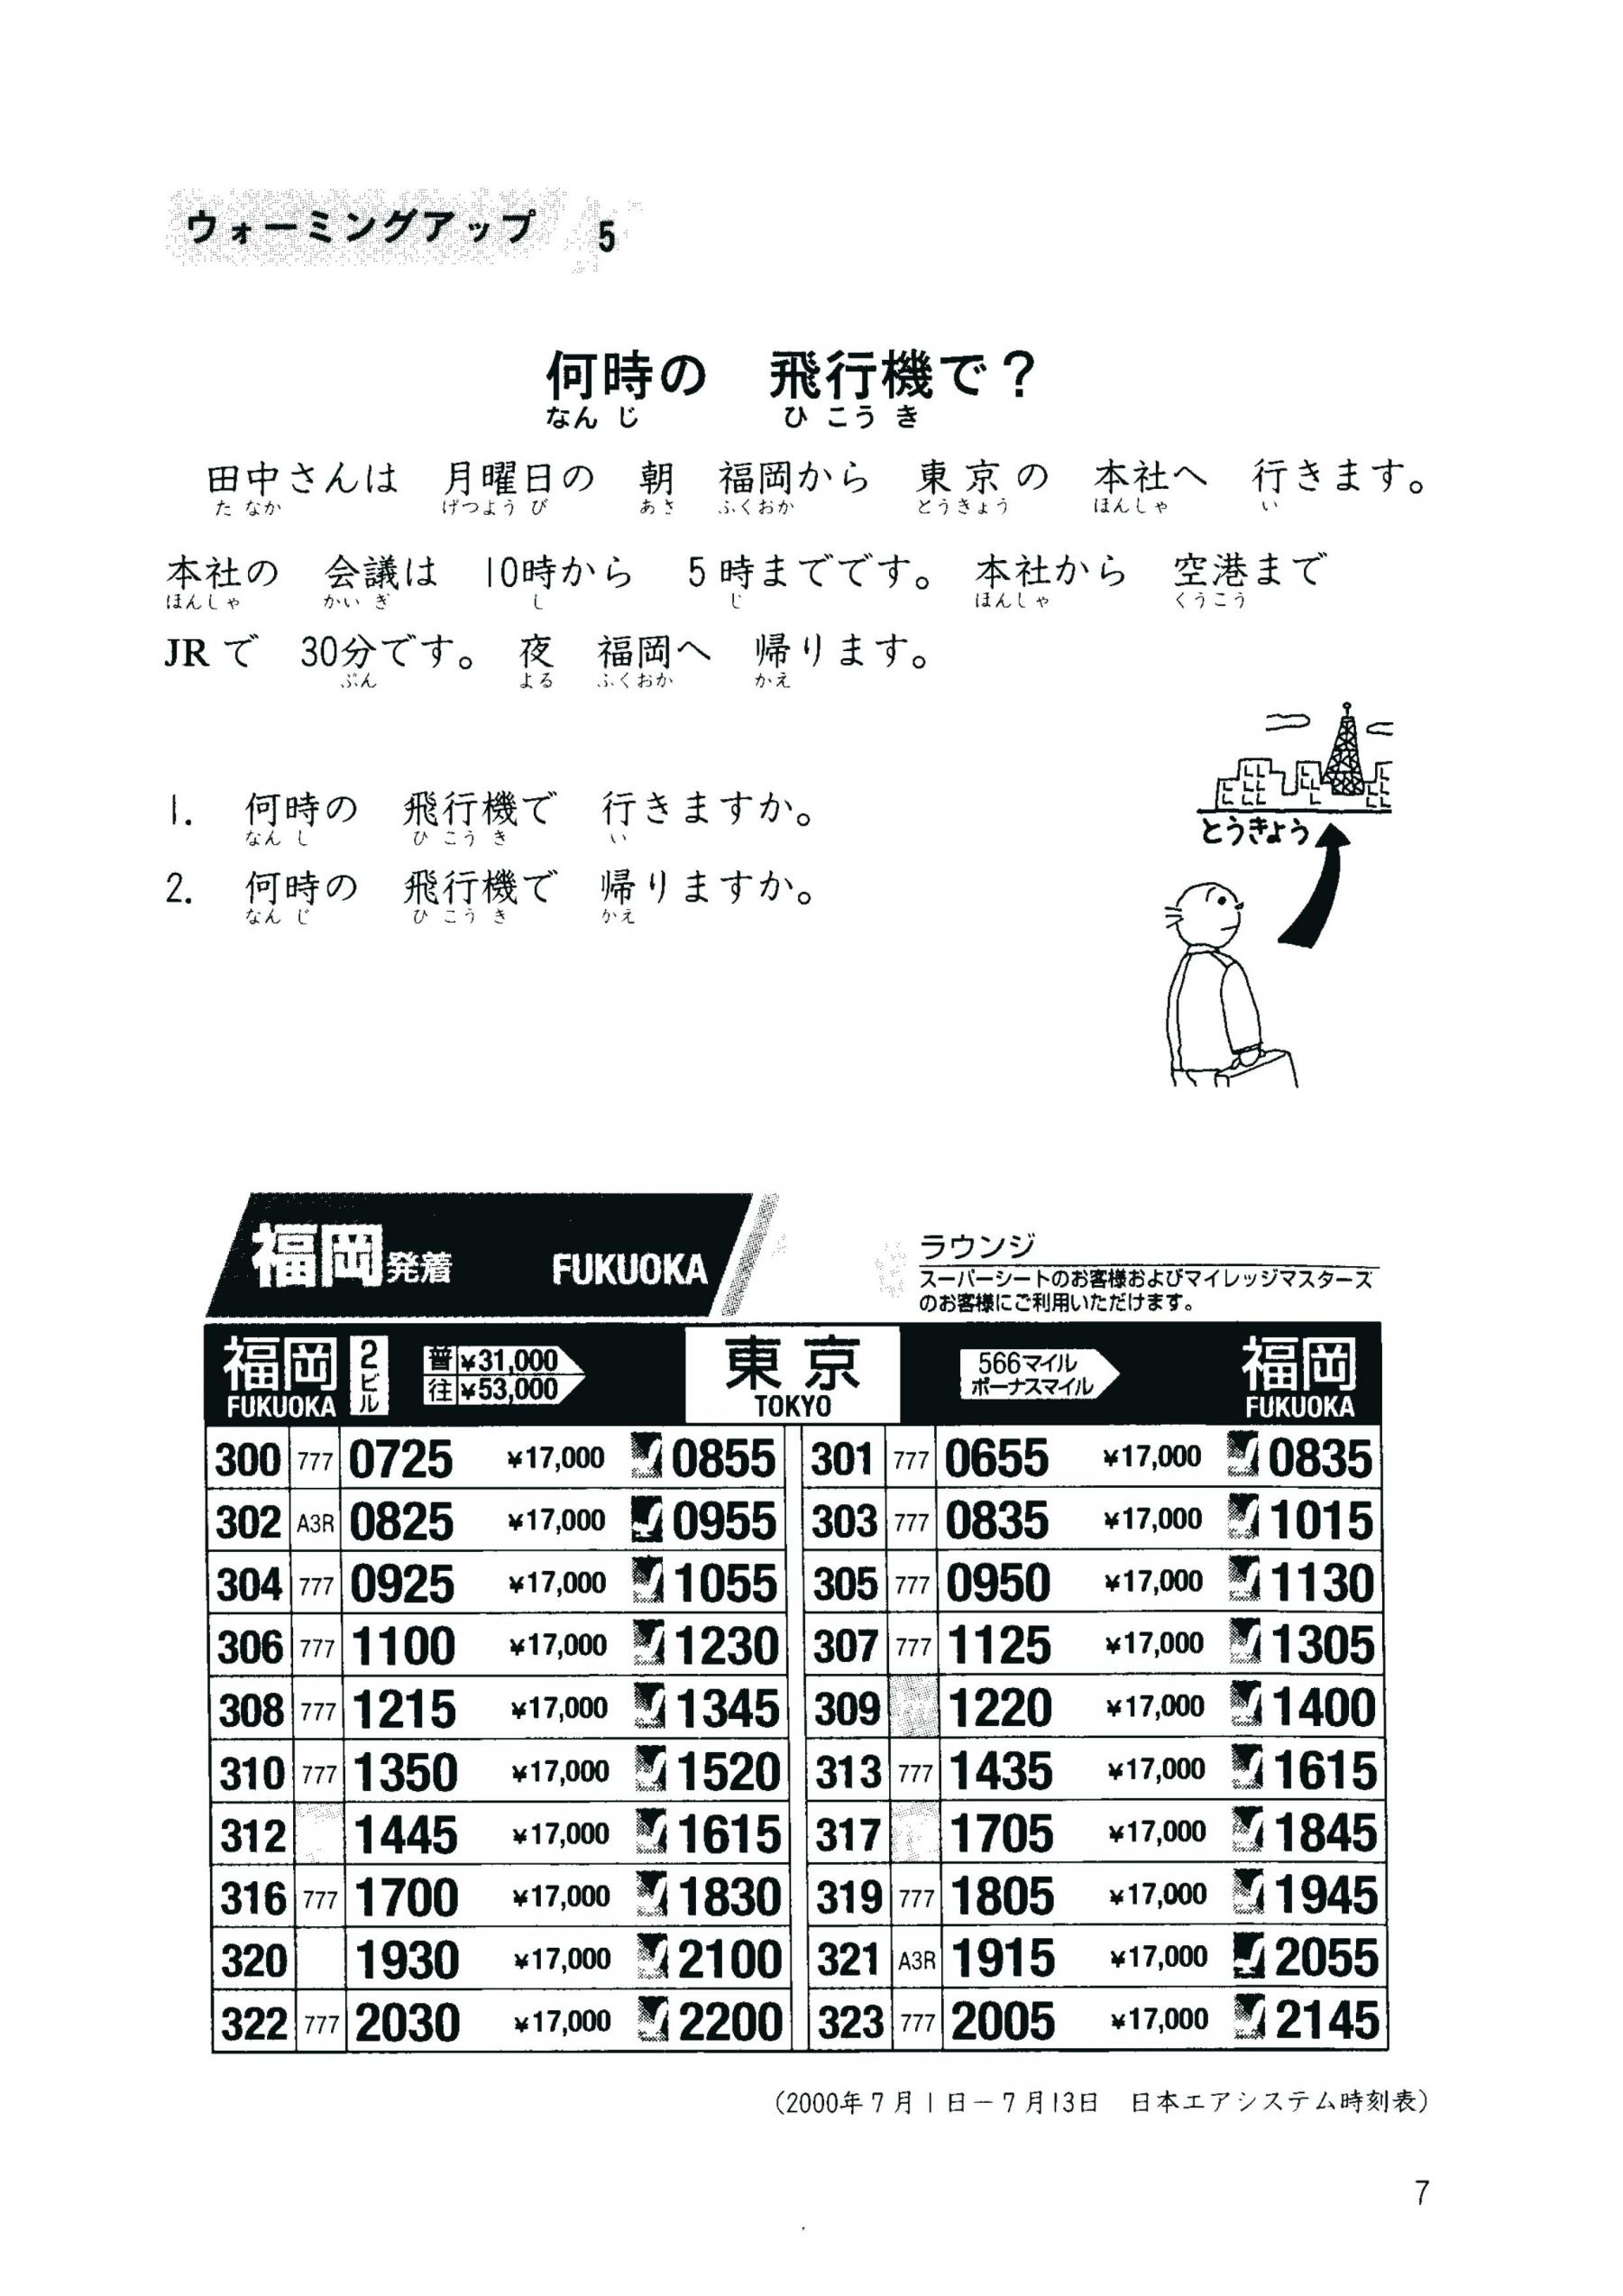 ウォーミングアップ 5
何時の 飛行機で？
なん じ ひ こう き
田中さんは 月曜日の 朝 福岡から 東京の 本社へ 行きます。
た なか げつよう び あさ ふくおか とうきょう ほんしゃ い
本社の 会議は 10時から 5時までです。 本社から 空港まで
ほんしゃ かい ぎ じ じ ほんしゃ くうこう
JRで 30分です。 夜 福岡へ 帰ります。
ぷん よる ふくおか かえ
1. 何時の 飛行機で 行きますか。
なん じ ひ こう き い
2. 何時の 飛行機で 帰りますか。
なん じ ひ こう き かえ
とうきょう
福岡発着 FUKUOKA
ラウンジ
スーパーシートのお客様およびマイレッジマスターズ
のお客様にご利用いただけます。
福岡 FUKUOKA 2ビル 普 ¥31,000 往 ¥53,000 東京 TOKYO 566マイル ボーナスマイル 福岡 FUKUOKA
300 777 0725 ¥17,000 0855 301 777 0655 ¥17,000 0835
302 A3R 0825 ¥17,000 0955 303 777 0835 ¥17,000 1015
304 777 0925 ¥17,000 1055 305 777 0950 ¥17,000 1130
306 777 1100 ¥17,000 1230 307 777 1125 ¥17,000 1305
308 777 1215 ¥17,000 1345 309 1220 ¥17,000 1400
310 777 1350 ¥17,000 1520 313 777 1435 ¥17,000 1615
312 1445 ¥17,000 1615 317 1705 ¥17,000 1845
316 777 1700 ¥17,000 1830 319 777 1805 ¥17,000 1945
320 1930 ¥17,000 2100 321 A3R 1915 ¥17,000 2055
322 777 2030 ¥17,000 2200 323 777 2005 ¥17,000 2145
（2000年7月1日－7月13日 日本エアシステム時刻表）
7